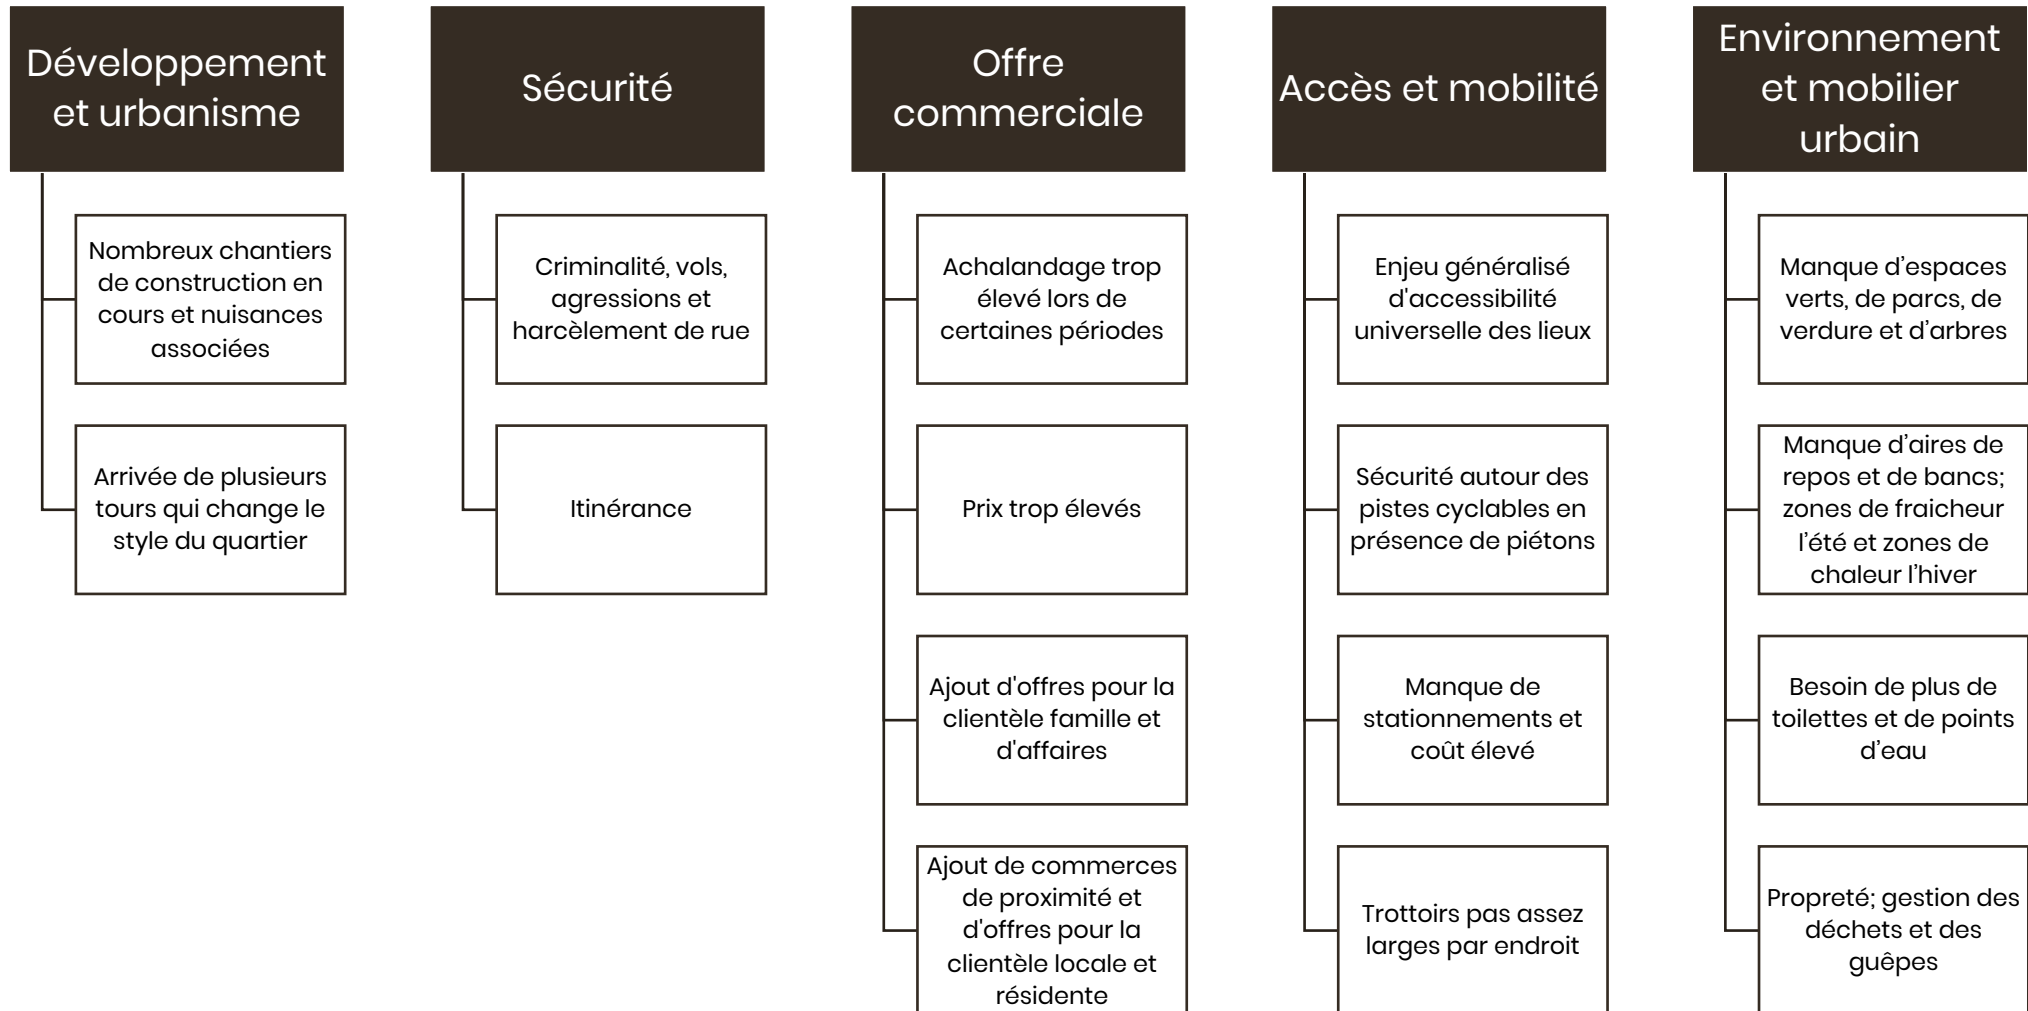 Développement
et urbanisme
Nombreux chantiers
de construction en
cours et nuisances
associées
Arrivée de plusieurs
tours qui change le
style du quartier
Sécurité
Criminalité, vols,
agressions et
harcèlement de rue
Itinérance
Offre
commerciale
Achalandage trop
élevé lors de
certaines périodes
Prix trop élevés
Ajout d'offres pour la
clientèle famille et
d'affaires
Ajout de commerces
de proximité et
d'offres pour la
clientèle locale et
résidente
Accès et mobilité
Enjeu généralisé
d'accessibilité
universelle des lieux
Sécurité autour des
pistes cyclables en
présence de piétons
Manque de
stationnements et
coût élevé
Trottoirs pas assez
larges par endroit
Environnement
et mobilier
urbain
Manque d’espaces
verts, de parcs, de
verdure et d’arbres
Manque d’aires de
repos et de bancs;
zones de fraicheur
l’été et zones de
chaleur l’hiver
Besoin de plus de
toilettes et de points
d’eau
Propreté; gestion des
déchets et des
guêpes